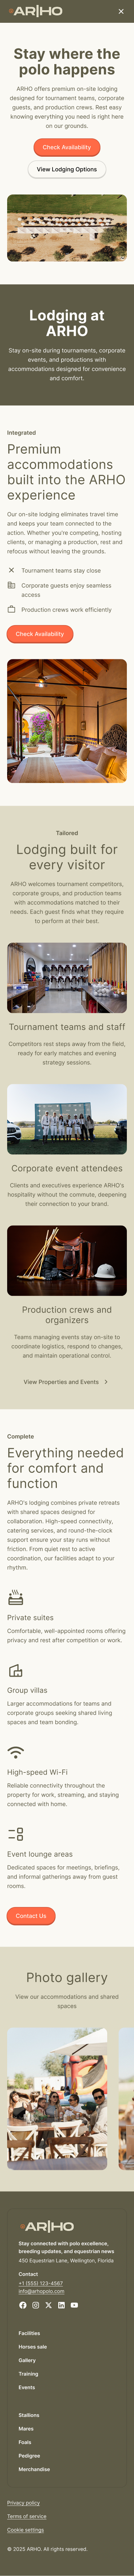 AR|HO
Stay where the
polo happens
ARHO offers premium on-site lodging
designed for tournament teams, corporate
guests, and production crews. Rest easy
knowing everything you need is right here
on our grounds.
Check Availability
View Lodging Options
Lodging at
ARHO
Stay on-site during tournaments, corporate
events, and productions with
accommodations designed for convenience
and comfort.
Integrated
Premium
accommodations
built into the ARHO
experience
Our on-site lodging eliminates travel time
and keeps your team connected to the
action. Whether you're competing, hosting
clients, or managing a production, rest and
refocus without leaving the grounds.
Tournament teams stay close
Corporate guests enjoy seamless
access
Production crews work efficiently
Check Availability
Tailored
Lodging built for
every visitor
ARHO welcomes tournament competitors,
corporate groups, and production teams
with accommodations matched to their
needs. Each guest finds what they require
to perform at their best.
Tournament teams and staff
Competitors rest steps away from the field,
ready for early matches and evening
strategy sessions.
Corporate event attendees
Clients and executives experience ARHO's
hospitality without the commute, deepening
their connection to your brand.
Production crews and
organizers
Teams managing events stay on-site to
coordinate logistics, respond to changes,
and maintain operational control.
View Properties and Events
Complete
Everything needed
for comfort and
function
ARHO's lodging combines private retreats
with shared spaces designed for
collaboration. High-speed connectivity,
catering services, and round-the-clock
support ensure your stay runs without
friction. From quiet rest to active
coordination, our facilities adapt to your
rhythm.
Private suites
Comfortable, well-appointed rooms offering
privacy and rest after competition or work.
Group villas
Larger accommodations for teams and
corporate groups seeking shared living
spaces and team bonding.
High-speed Wi-Fi
Reliable connectivity throughout the
property for work, streaming, and staying
connected with home.
Event lounge areas
Dedicated spaces for meetings, briefings,
and informal gatherings away from guest
rooms.
Contact Us
Photo gallery
View our accommodations and shared
spaces
AR|HO
Stay connected with polo excellence,
breeding updates, and equestrian news
450 Equestrian Lane, Wellington, Florida
Contact
+1 (555) 123-4567
info@arhopolo.com
Facilities
Horses sale
Gallery
Training
Events
Stallions
Mares
Foals
Pedigree
Merchandise
Privacy policy
Terms of service
Cookie settings
© 2025 ARHO. All rights reserved.